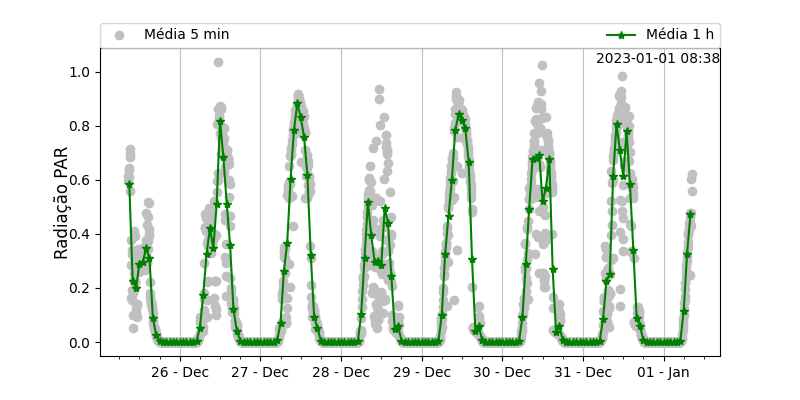 Média 5 min
Média 1 h
2023-01-01 08:38
Radiação PAR
1.0
0.8
0.6
0.4
0.2
0.0
26 - Dec
27 - Dec
28 - Dec
29 - Dec
30 - Dec
31 - Dec
01 - Jan